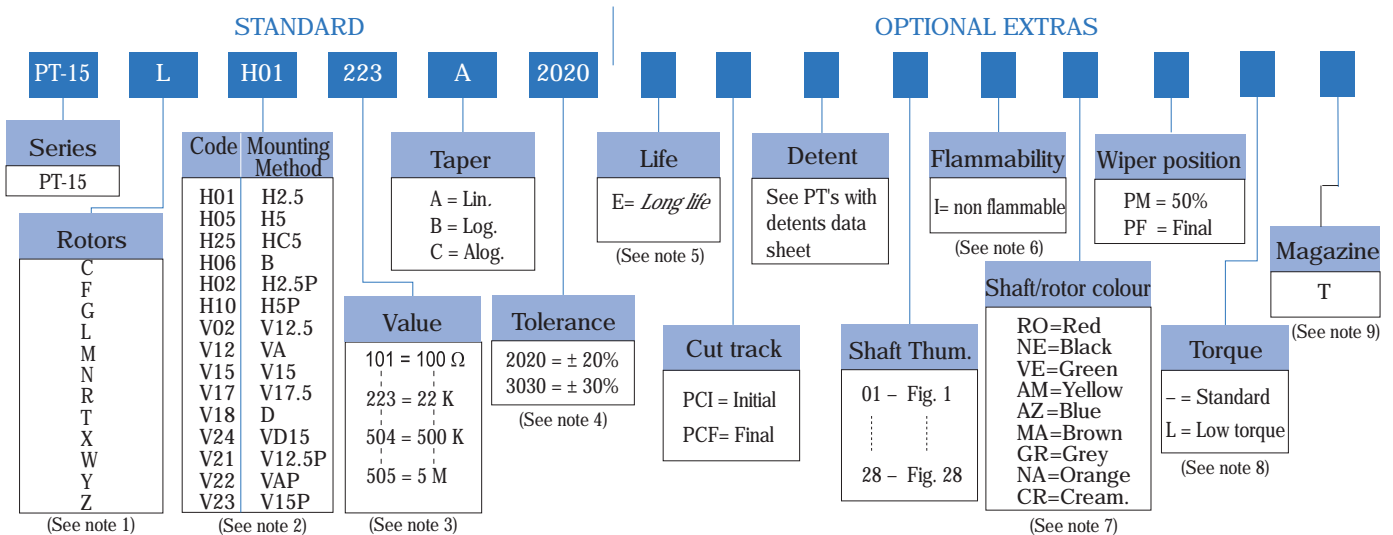 STANDARD
OPTIONAL EXTRAS
PT-15 L H01 223 A 2020
Series
PT-15
Rotors
C
F
G
L
M
N
R
T
X
W
Y
Z
(See note 1)
Code Mounting
Method
H01 H2.5
H05 H5
H25 HC5
H06 B
H02 H2.5P
H10 H5P
V02 V12.5
V12 VA
V15 V15
V17 V17.5
V18 D
V24 VD15
V21 V12.5P
V22 VAP
V23 V15P
(See note 2)
Value
101 = 100 Ω
223 = 22 K
504 = 500 K
505 = 5 M
(See note 3)
Taper
A = Lin.
B = Log.
C = Alog.
Tolerance
2020 = ± 20%
3030 = ± 30%
(See note 4)
Life
E= Long life
(See note 5)
Cut track
PCI = Initial
PCF= Final
Detent
See PT's with
detents data
sheet
Shaft Thum.
01 – Fig. 1
28 – Fig. 28
Flammability
I= non flammable
(See note 6)
Shaft/rotor colour
RO=Red
NE=Black
VE=Green
AM=Yellow
AZ=Blue
MA=Brown
GR=Grey
NA=Orange
CR=Cream.
(See note 7)
Wiper position
PM = 50%
PF = Final
Torque
– = Standard
L = Low torque
(See note 8)
Magazine
T
(See note 9)